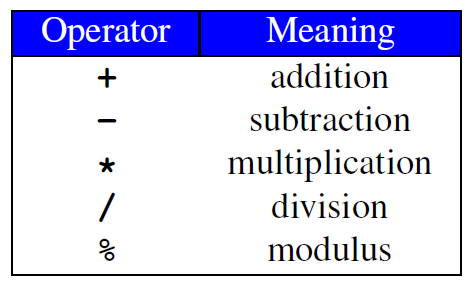 Operator Meaning
+ addition
− subtraction
* multiplication
/ division
% modulus